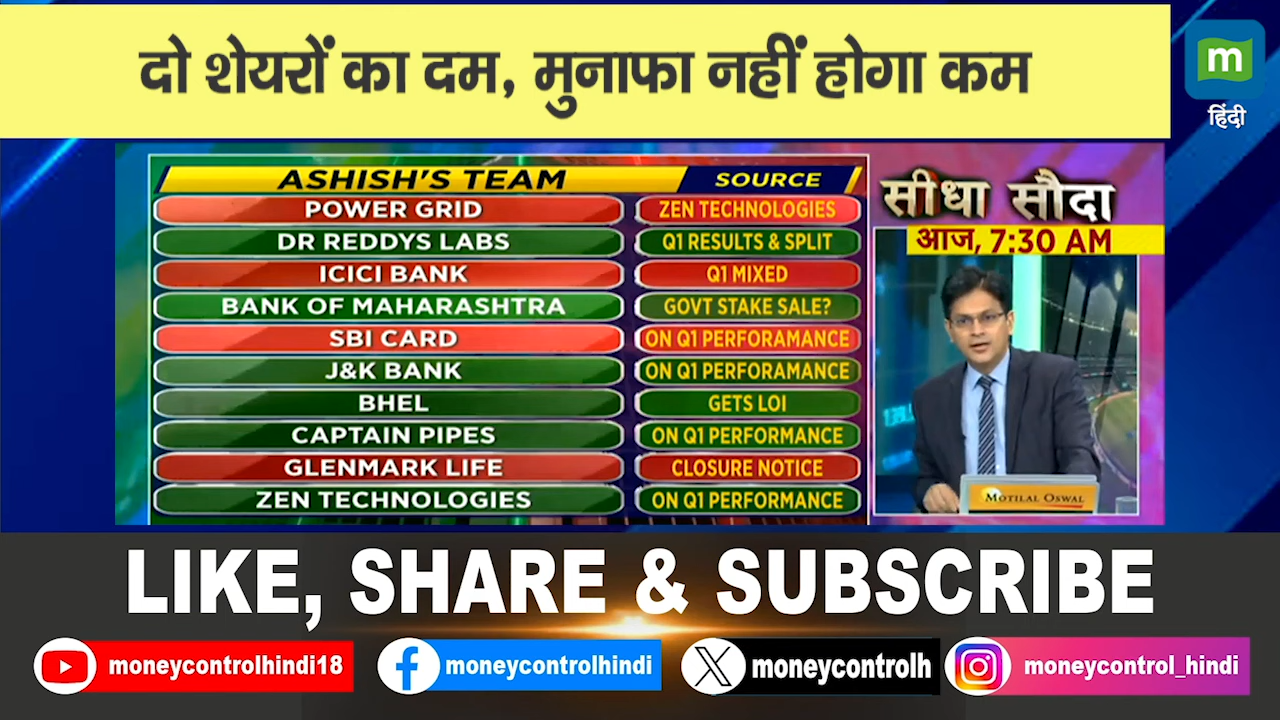 दो शेयरों का दम, मुनाफा नहीं होगा कम
m
हिंदी
ASHISH'S TEAM SOURCE
POWER GRID ZEN TECHNOLOGIES
DR REDDYS LABS Q1 RESULTS & SPLIT
ICICI BANK Q1 MIXED
BANK OF MAHARASHTRA GOVT STAKE SALE?
SBI CARD ON Q1 PERFORAMANCE
J&K BANK ON Q1 PERFORAMANCE
BHEL GETS LOI
CAPTAIN PIPES ON Q1 PERFORMANCE
GLENMARK LIFE CLOSURE NOTICE
ZEN TECHNOLOGIES ON Q1 PERFORMANCE
सीधा सौदा
आज, 7:30 AM
MOTILAL OSWAL
LIKE, SHARE & SUBSCRIBE
moneycontrolhindi18 moneycontrolhindi moneycontrolh moneycontrol_hindi